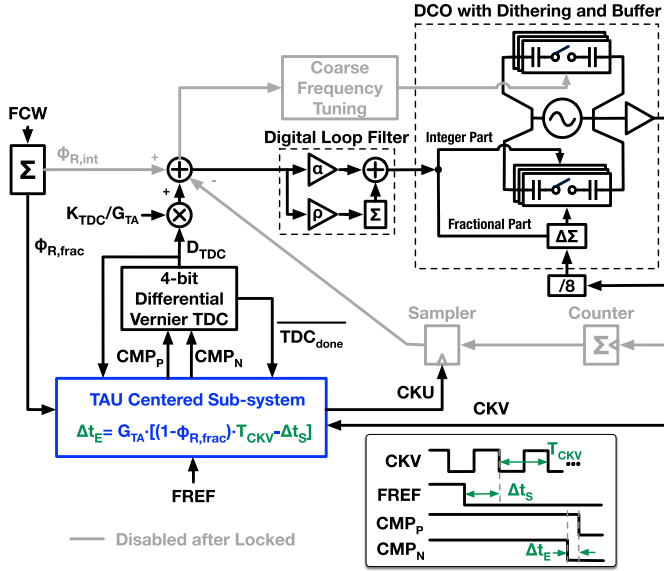 DCO with Dithering and Buffer
Coarse
Frequency
Tuning
FCW
Σ
ΦR,int
+
+
-
+
Digital Loop Filter
α
ρ
+
Σ
Integer Part
Fractional Part
ΔΣ
/8
KTDC/GTA
×
DTDC
ΦR,frac
4-bit
Differential
Vernier TDC
TDCdone
CMPP
CMPN
Sampler
Counter
Σ
CKU
CKV
TAU Centered Sub-system
ΔtE= GTA·[(1-ΦR,frac)·TCKV-ΔtS]
FREF
CKV
TCKV
•••
FREF
ΔtS
CMPP
CMPN
ΔtE
Disabled after Locked